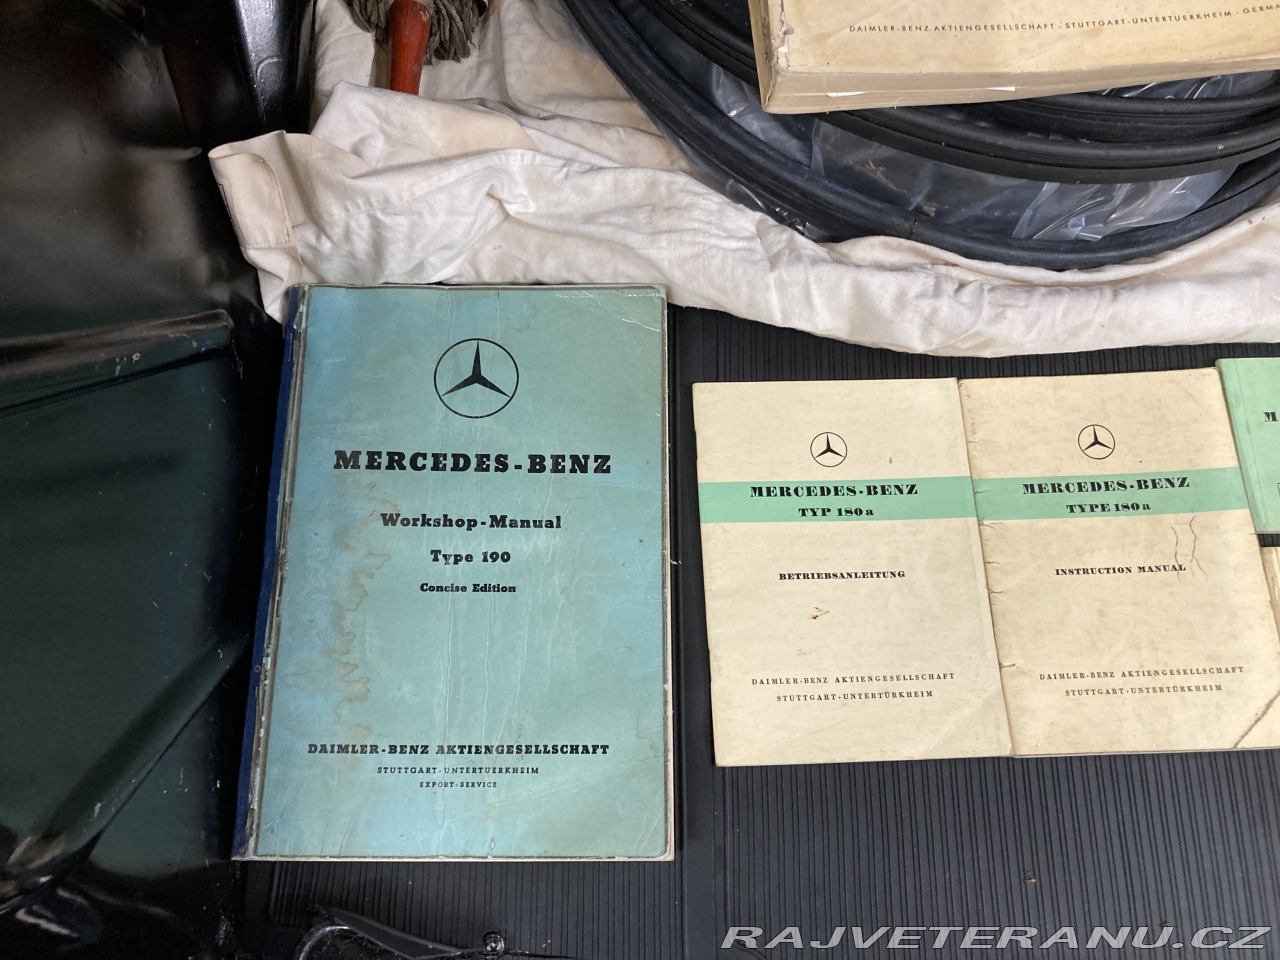 DAIMLER-BENZ AKTIENGESELLSCHAFT · STUTTGART-UNTERTUERKHEIM ·
MERCEDES-BENZ
Workshop-Manual
Type 190
Concise Edition
DAIMLER-BENZ AKTIENGESELLSCHAFT
STUTTGART-UNTERTUERKHEIM
EXPORT-SERVICE
MERCEDES-BENZ
TYP 180a
BETRIEBSANLEITUNG
DAIMLER-BENZ AKTIENGESELLSCHAFT
STUTTGART-UNTERTÜRKHEIM
MERCEDES-BENZ
TYPE 180a
INSTRUCTION MANUAL
DAIMLER-BENZ AKTIENGESELLSCHAFT
STUTTGART-UNTERTÜRKHEIM
RAJVETERANU.CZ